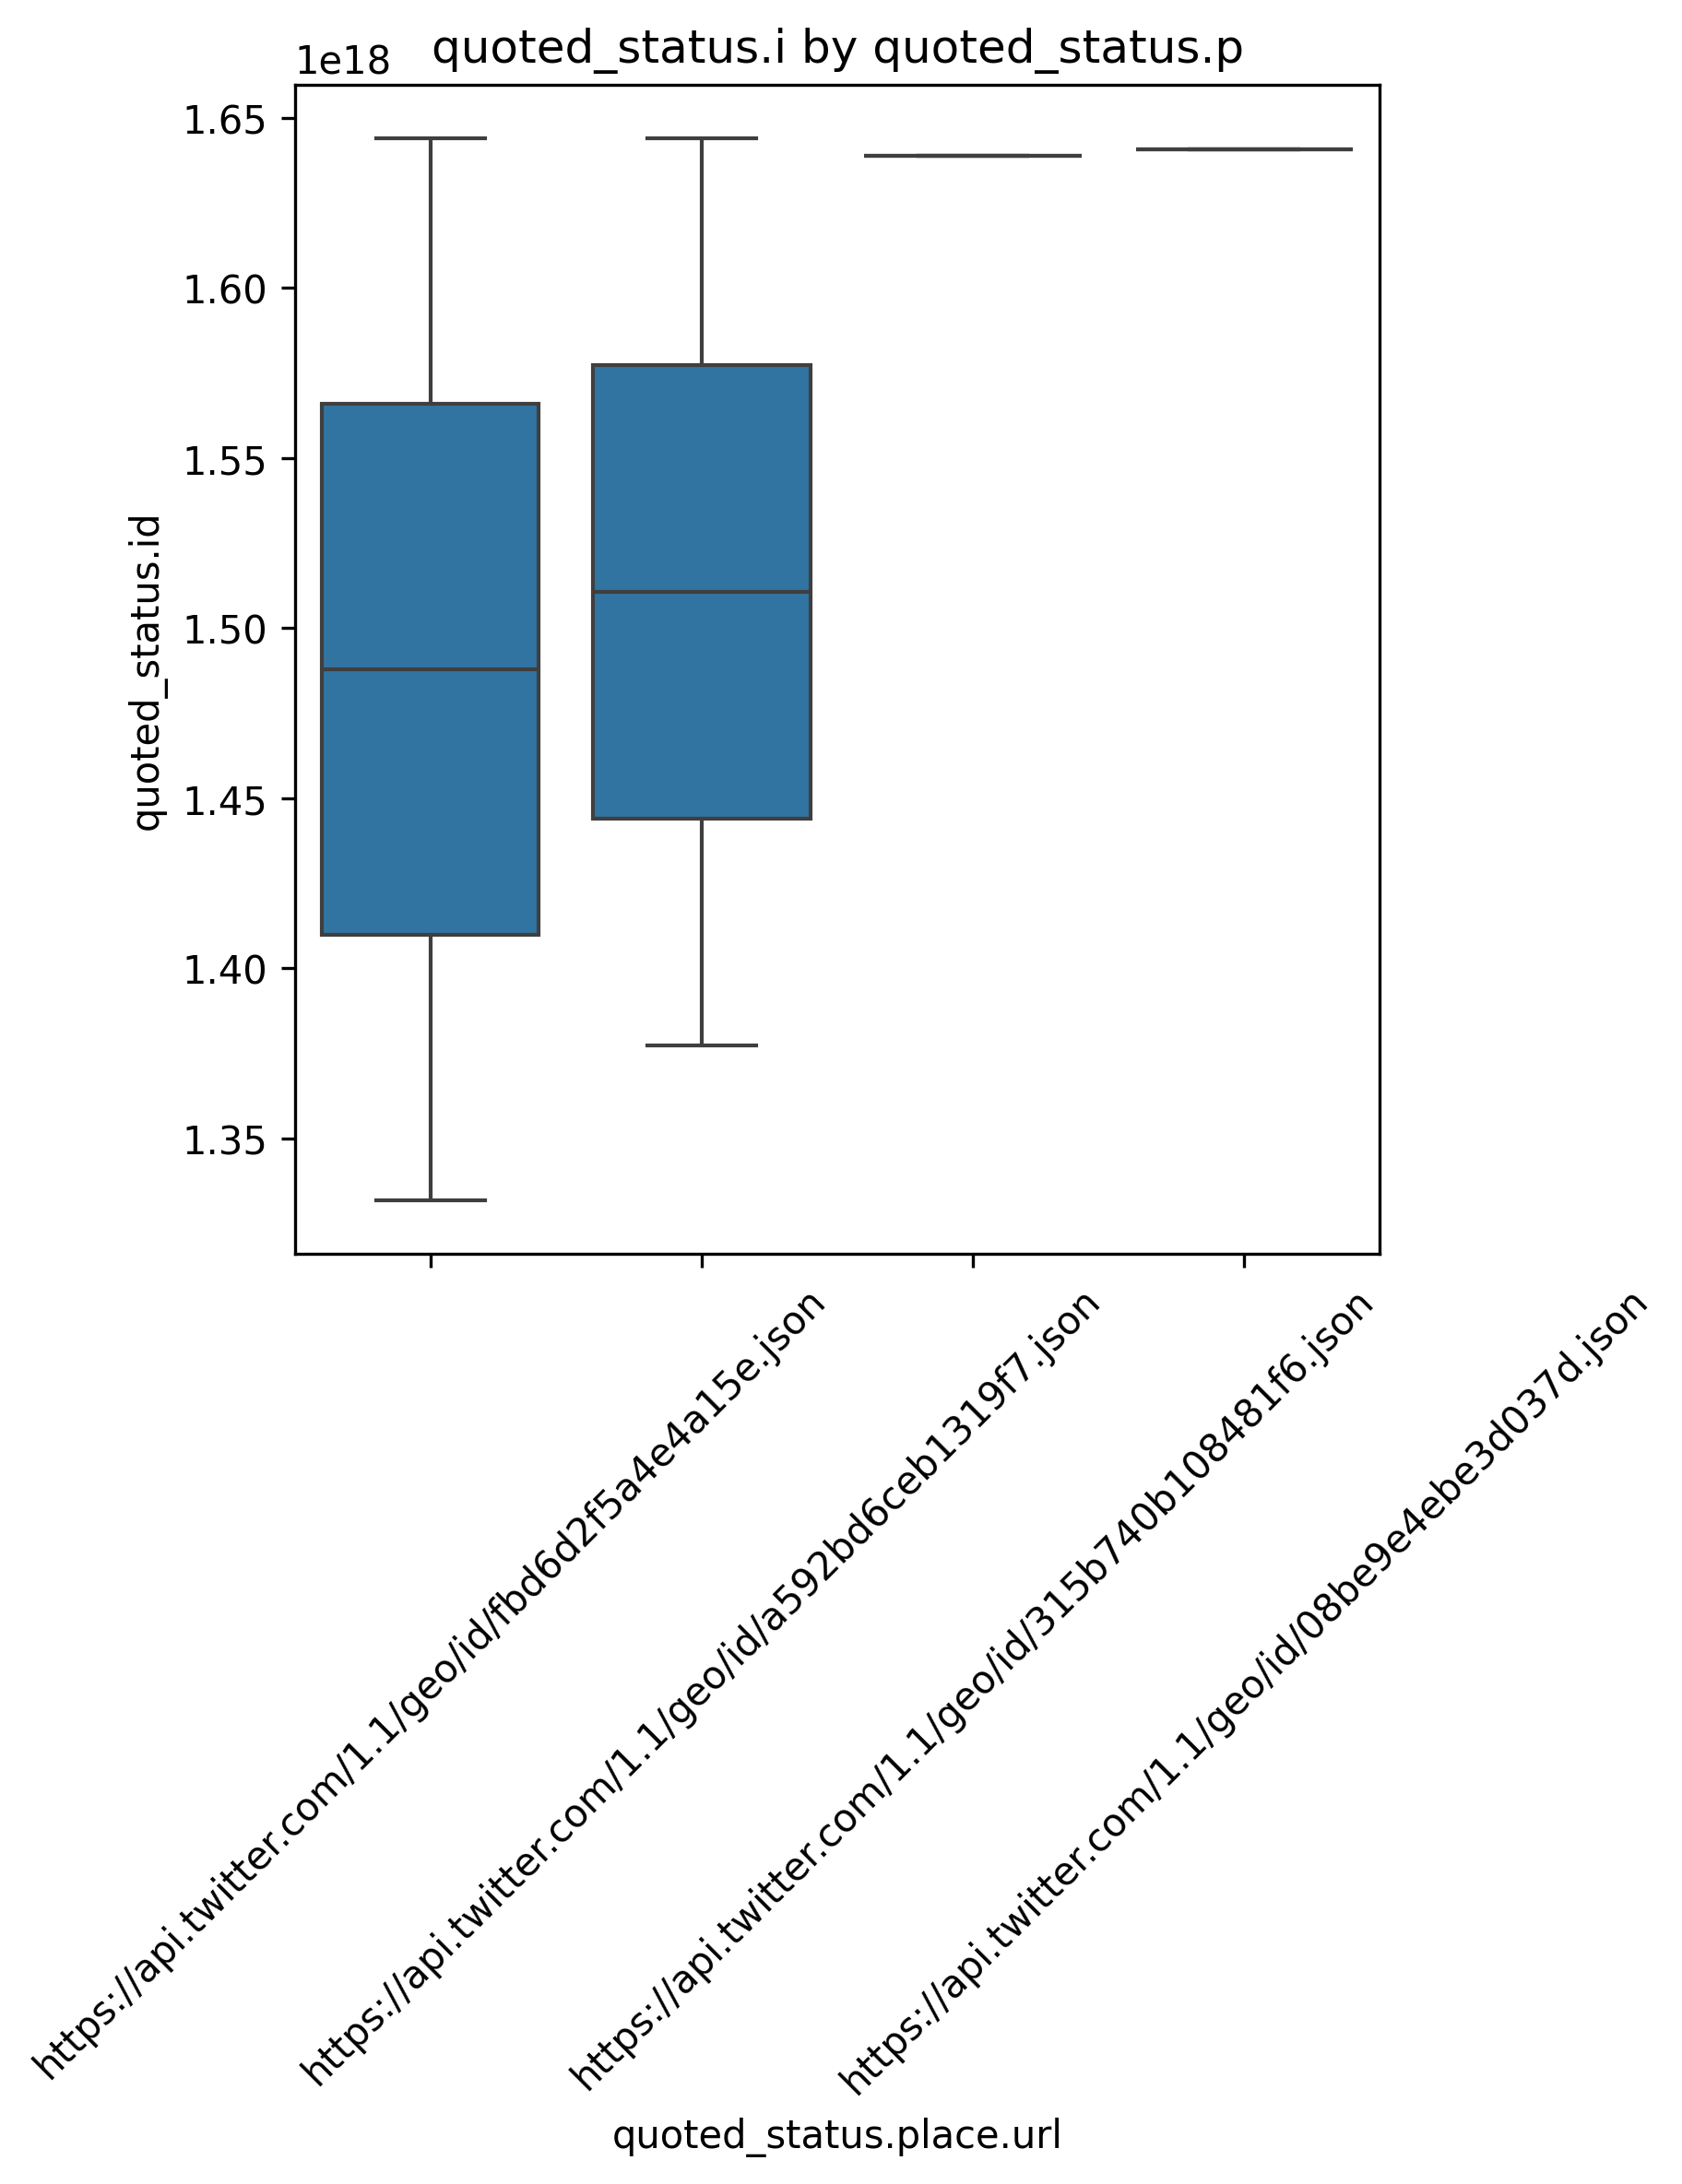 quoted_status.i by quoted_status.p
1e18
1.65
1.60
1.55
1.50
1.45
1.40
1.35
quoted_status.id
https://api.twitter.com/1.1/geo/id/fbd6d2f5a4e4a15e.json
https://api.twitter.com/1.1/geo/id/a592bd6ceb1319f7.json
https://api.twitter.com/1.1/geo/id/315b740b108481f6.json
https://api.twitter.com/1.1/geo/id/08be9e4ebe3d037d.json
quoted_status.place.url